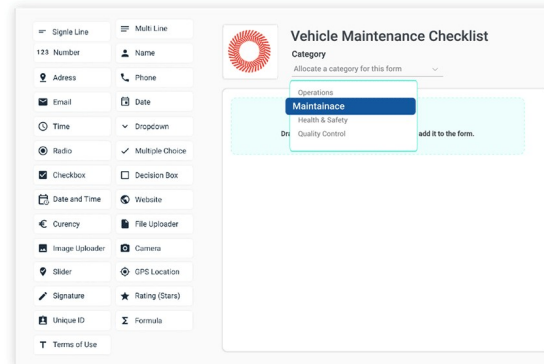 Signle Line
Multi Line
123 Number
Name
Adress
Phone
Email
Date
Time
Dropdown
Radio
Multiple Choice
Checkbox
Decision Box
Date and Time
Website
Curency
File Uploader
Image Uploader
Camera
Slider
GPS Location
Signature
Rating (Stars)
Unique ID
Formula
Terms of Use
Vehicle Maintenance Checklist
Category
Allocate a category for this form
Operations
Maintainace
Health & Safety
Quality Control
add it to the form.